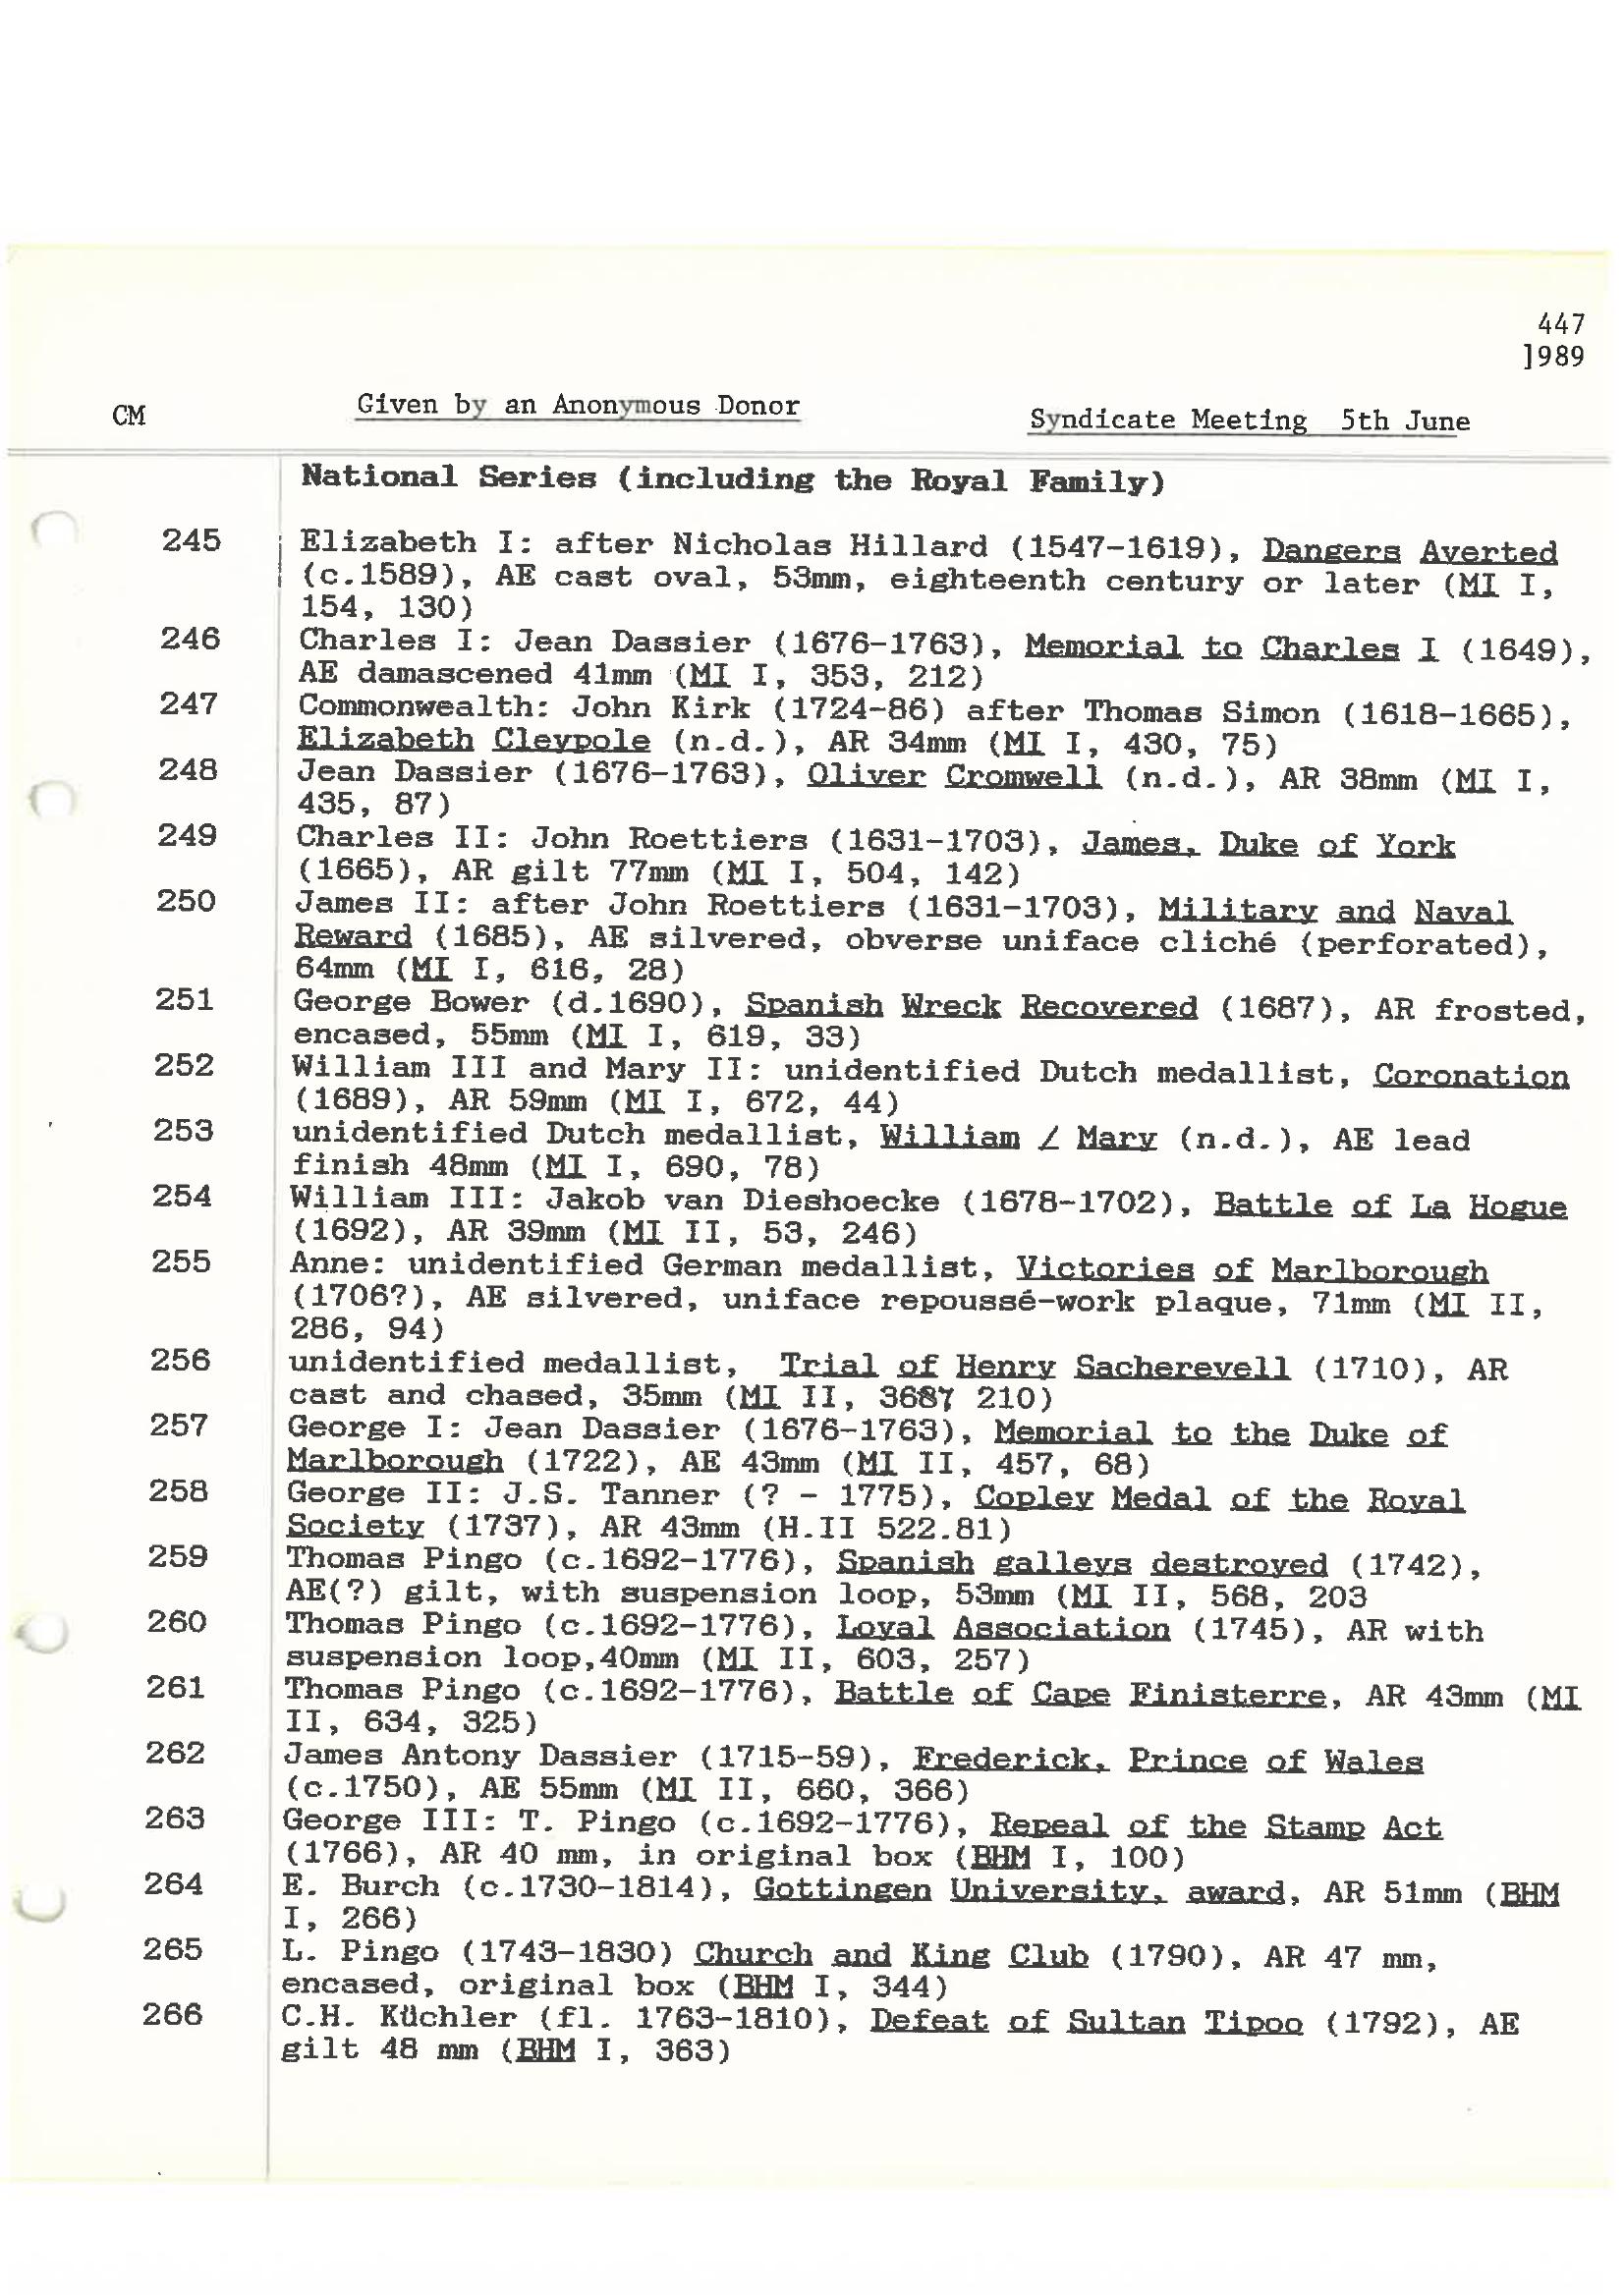 447
]989
CM Given by an Anonymous Donor Syndicate Meeting 5th June
National Series (including the Royal Family)
245 Elizabeth I: after Nicholas Hillard (1547-1619), Dangers Averted
(c.1589), AE cast oval, 53mm, eighteenth century or later (MI I,
154, 130)
246 Charles I: Jean Dassier (1676-1763), Memorial to Charles I (1649),
AE damascened 41mm (MI I, 353, 212)
247 Commonwealth: John Kirk (1724-86) after Thomas Simon (1618-1665),
Elizabeth Cleypole (n.d.), AR 34mm (MI I, 430, 75)
248 Jean Dassier (1676-1763), Oliver Cromwell (n.d.), AR 38mm (MI I,
435, 87)
249 Charles II: John Roettiers (1631-1703), James, Duke of York
(1665), AR gilt 77mm (MI I, 504, 142)
250 James II: after John Roettiers (1631-1703), Military and Naval
Reward (1685), AE silvered, obverse uniface cliché (perforated),
64mm (MI I, 616, 28)
251 George Bower (d.1690), Spanish Wreck Recovered (1687), AR frosted,
encased, 55mm (MI I, 619, 33)
252 William III and Mary II: unidentified Dutch medallist, Coronation
(1689), AR 59mm (MI I, 672, 44)
253 unidentified Dutch medallist, William / Mary (n.d.), AE lead
finish 48mm (MI I, 690, 78)
254 William III: Jakob van Dieshoecke (1678-1702), Battle of La Hogue
(1692), AR 39mm (MI II, 53, 246)
255 Anne: unidentified German medallist, Victories of Marlborough
(1706?), AE silvered, uniface repoussé-work plaque, 71mm (MI II,
286, 94)
256 unidentified medallist, Trial of Henry Sacherevell (1710), AR
cast and chased, 35mm (MI II, 210)
257 George I: Jean Dassier (1676-1763), Memorial to the Duke of
Marlborough (1722), AE 43mm (MI II, 457, 68)
258 George II: J.S. Tanner (? - 1775), Copley Medal of the Royal
Society (1737), AR 43mm (H.II 522.81)
259 Thomas Pingo (c.1692-1776), Spanish galleys destroyed (1742),
AE(?) gilt, with suspension loop, 53mm (MI II, 568, 203
260 Thomas Pingo (c.1692-1776), Loyal Association (1745), AR with
suspension loop,40mm (MI II, 603, 257)
261 Thomas Pingo (c.1692-1776), Battle of Cape Finisterre, AR 43mm (MI
II, 634, 325)
262 James Antony Dassier (1715-59), Frederick, Prince of Wales
(c.1750), AE 55mm (MI II, 660, 366)
263 George III: T. Pingo (c.1692-1776), Repeal of the Stamp Act
(1766), AR 40 mm, in original box (BHM I, 100)
264 E. Burch (c.1730-1814), Gottingen University, award, AR 51mm (BHM
I, 266)
265 L. Pingo (1743-1830) Church and King Club (1790), AR 47 mm,
encased, original box (BHM I, 344)
266 C.H. Küchler (fl. 1763-1810), Defeat of Sultan Tipoo (1792), AE
gilt 48 mm (BHM I, 363)